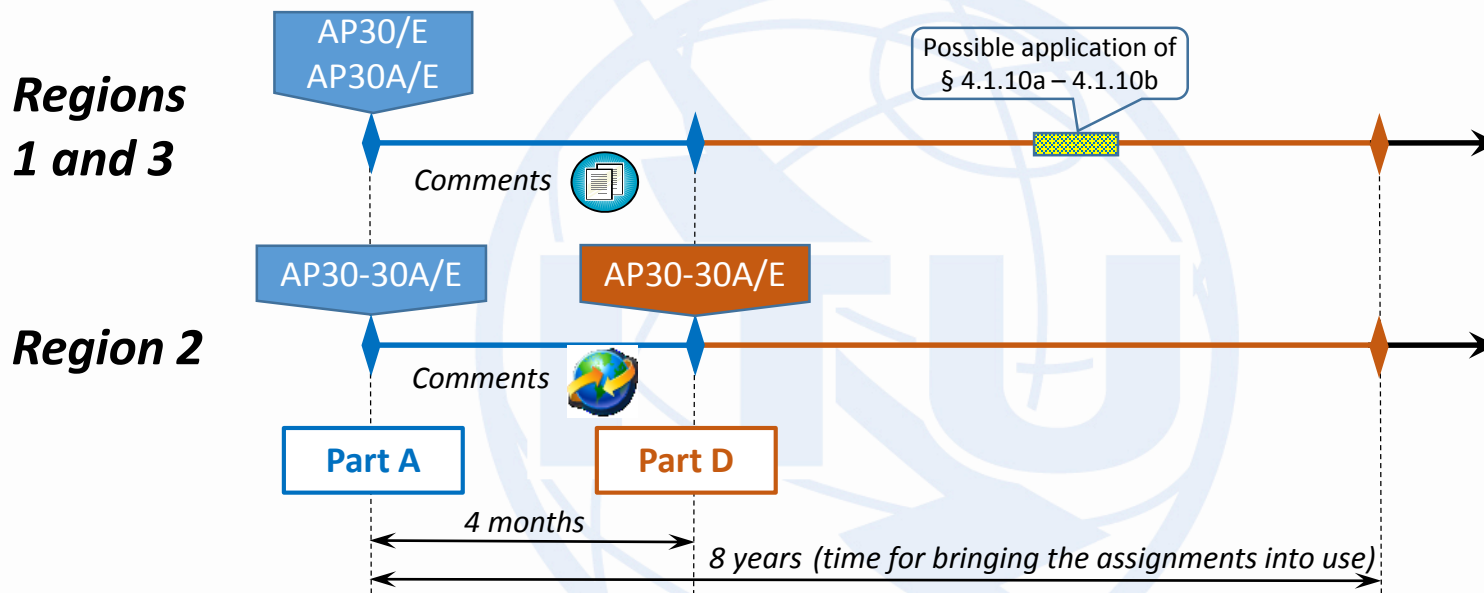 AP30/E
AP30A/E
Possible application of
§ 4.1.10a – 4.1.10b
Regions
1 and 3
Comments
AP30-30A/E
AP30-30A/E
Region 2
Comments
Part A
Part D
4 months
8 years (time for bringing the assignments into use)
ITU